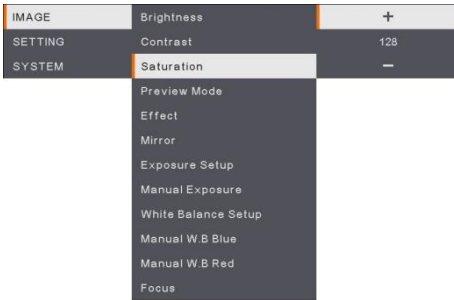 IMAGE
SETTING
SYSTEM
Brightness
Contrast
Saturation
Preview Mode
Effect
Mirror
Exposure Setup
Manual Exposure
White Balance Setup
Manual W.B Blue
Manual W.B Red
Focus
+
128
−